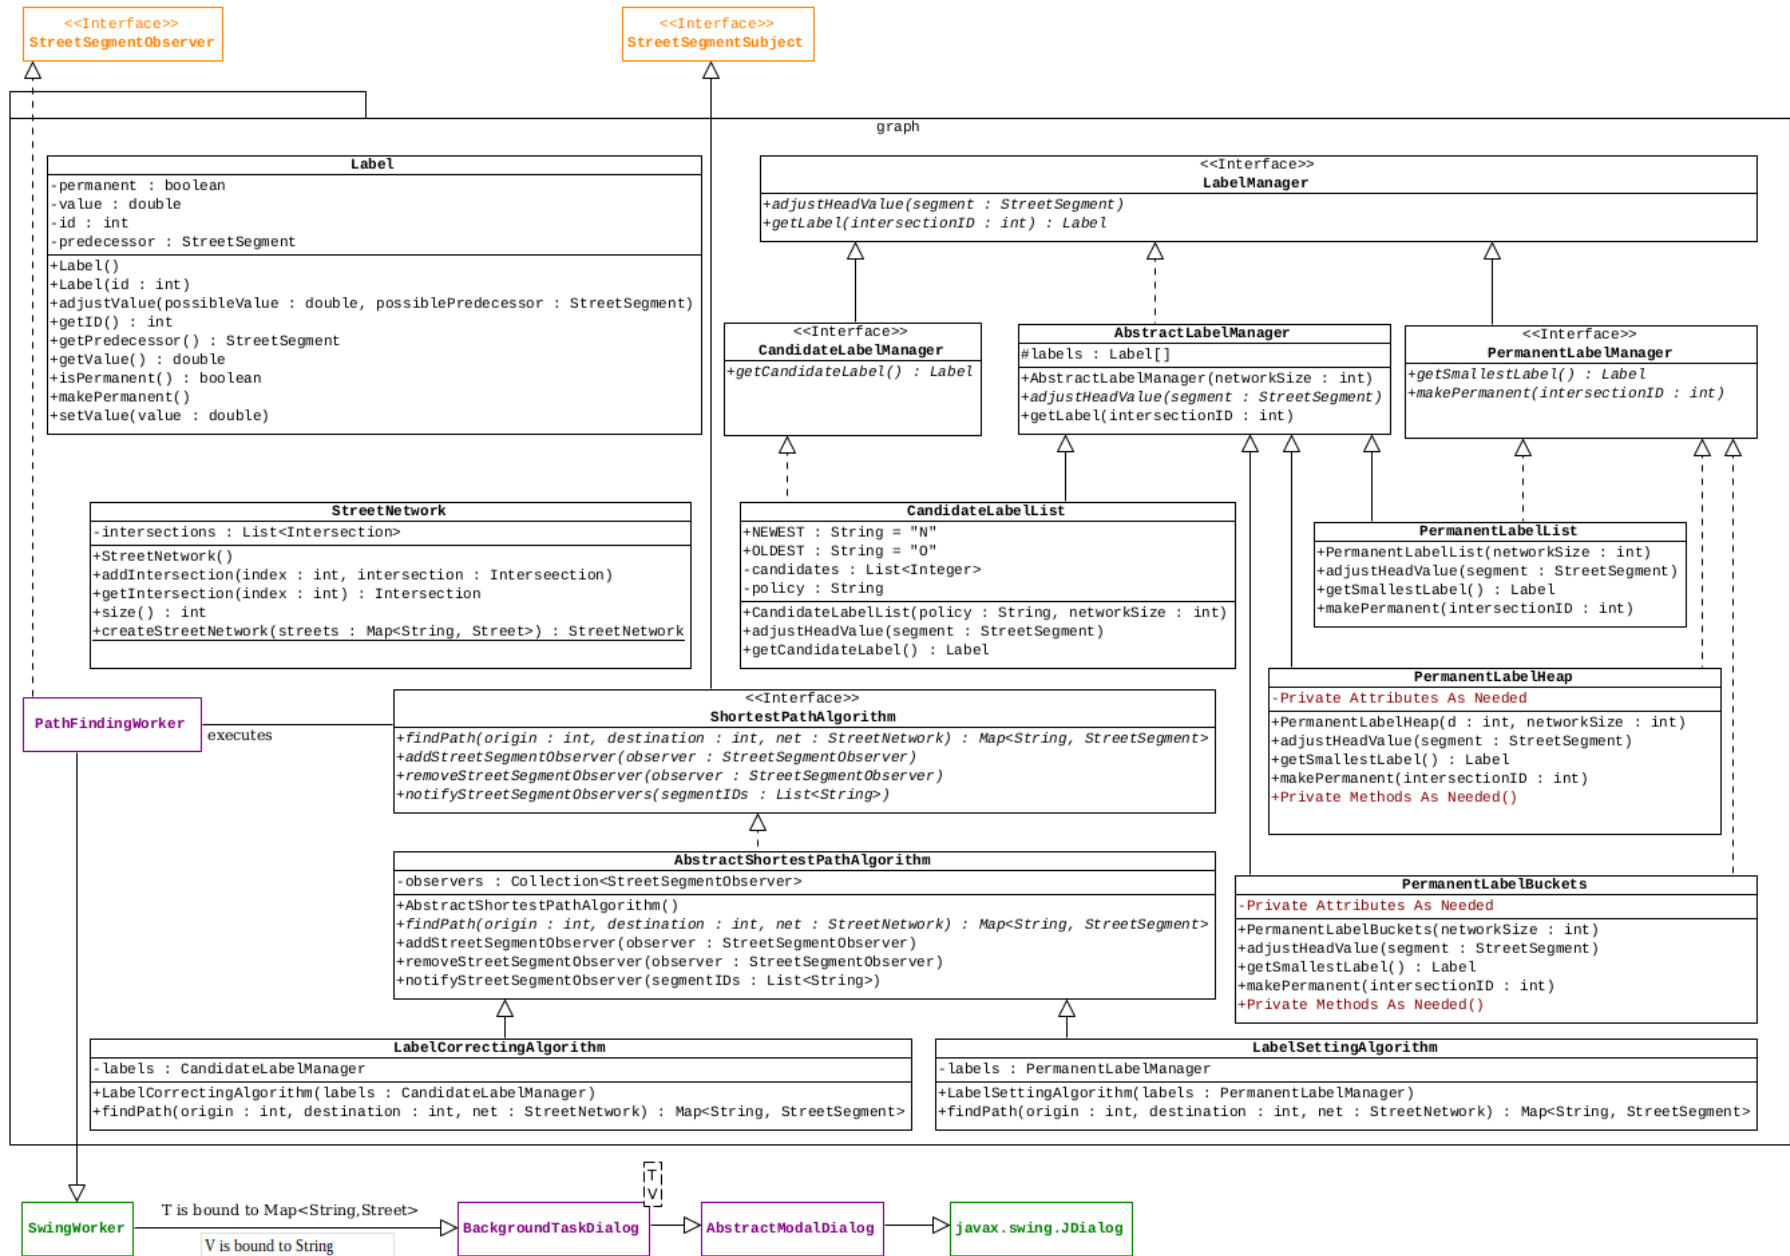 <<Interface>>
StreetSegmentObserver
<<Interface>>
StreetSegmentSubject
graph
Label
-permanent : boolean
-value : double
-id : int
-predecessor : StreetSegment
+Label()
+Label(id : int)
+adjustValue(possibleValue : double, possiblePredecessor : StreetSegment)
+getID() : int
+getPredecessor() : StreetSegment
+getValue() : double
+isPermanent() : boolean
+makePermanent()
+setValue(value : double)
<<Interface>>
LabelManager
+adjustHeadValue(segment : StreetSegment)
+getLabel(intersectionID : int) : Label
<<Interface>>
CandidateLabelManager
+getCandidateLabel() : Label
AbstractLabelManager
#labels : Label[]
+AbstractLabelManager(networkSize : int)
+adjustHeadValue(segment : StreetSegment)
+getLabel(intersectionID : int)
<<Interface>>
PermanentLabelManager
+getSmallestLabel() : Label
+makePermanent(intersectionID : int)
StreetNetwork
-intersections : List<Intersection>
+StreetNetwork()
+addIntersection(index : int, intersection : Interseection)
+getIntersection(index : int) : Intersection
+size() : int
+createStreetNetwork(streets : Map<String, Street>) : StreetNetwork
CandidateLabelList
+NEWEST : String = "N"
+OLDEST : String = "O"
-candidates : List<Integer>
-policy : String
+CandidateLabelList(policy : String, networkSize : int)
+adjustHeadValue(segment : StreetSegment)
+getCandidateLabel() : Label
PermanentLabelList
+PermanentLabelList(networkSize : int)
+adjustHeadValue(segment : StreetSegment)
+getSmallestLabel() : Label
+makePermanent(intersectionID : int)
PermanentLabelHeap
-Private Attributes As Needed
+PermanentLabelHeap(d : int, networkSize : int)
+adjustHeadValue(segment : StreetSegment)
+getSmallestLabel() : Label
+makePermanent(intersectionID : int)
+Private Methods As Needed()
PathFindingWorker
executes
<<Interface>>
ShortestPathAlgorithm
+findPath(origin : int, destination : int, net : StreetNetwork) : Map<String, StreetSegment>
+addStreetSegmentObserver(observer : StreetSegmentObserver)
+removeStreetSegmentObserver(observer : StreetSegmentObserver)
+notifyStreetSegmentObservers(segmentIDs : List<String>)
AbstractShortestPathAlgorithm
-observers : Collection<StreetSegmentObserver>
+AbstractShortestPathAlgorithm()
+findPath(origin : int, destination : int, net : StreetNetwork) : Map<String, StreetSegment>
+addStreetSegmentObserver(observer : StreetSegmentObserver)
+removeStreetSegmentObserver(observer : StreetSegmentObserver)
+notifyStreetSegmentObserver(segmentIDs : List<String>)
PermanentLabelBuckets
-Private Attributes As Needed
+PermanentLabelBuckets(networkSize : int)
+adjustHeadValue(segment : StreetSegment)
+getSmallestLabel() : Label
+makePermanent(intersectionID : int)
+Private Methods As Needed()
LabelCorrectingAlgorithm
-labels : CandidateLabelManager
+LabelCorrectingAlgorithm(labels : CandidateLabelManager)
+findPath(origin : int, destination : int, net : StreetNetwork) : Map<String, StreetSegment>
LabelSettingAlgorithm
-labels : PermanentLabelManager
+LabelSettingAlgorithm(labels : PermanentLabelManager)
+findPath(origin : int, destination : int, net : StreetNetwork) : Map<String, StreetSegment>
SwingWorker
T is bound to Map<String,Street>
V is bound to String
T
V
BackgroundTaskDialog
AbstractModalDialog
javax.swing.JDialog